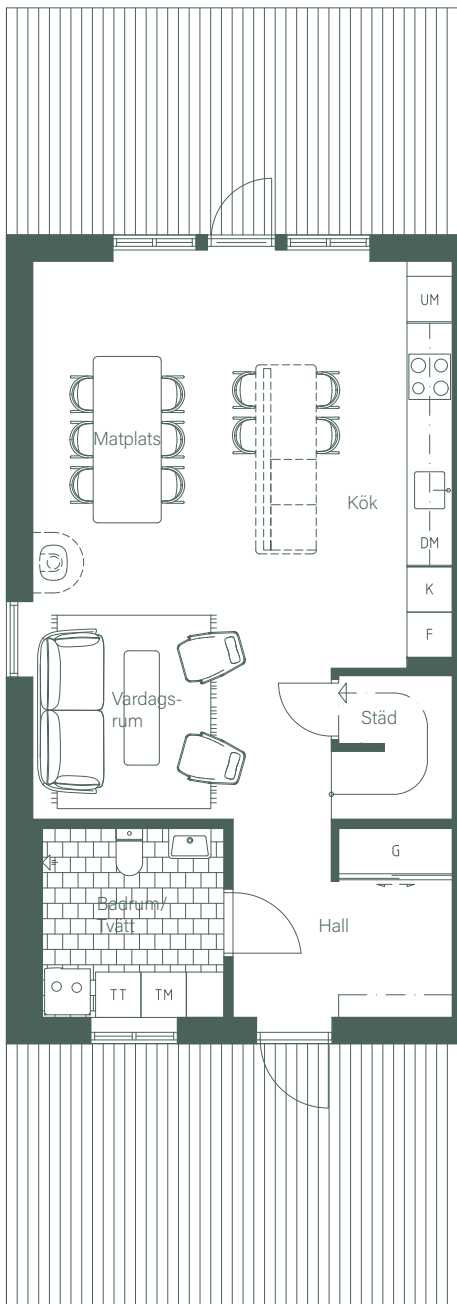 UM
Matplats
Kök
DM
K
F
Vardags-
rum
Städ
G
Badrum/
Tvätt
Hall
TT
TM